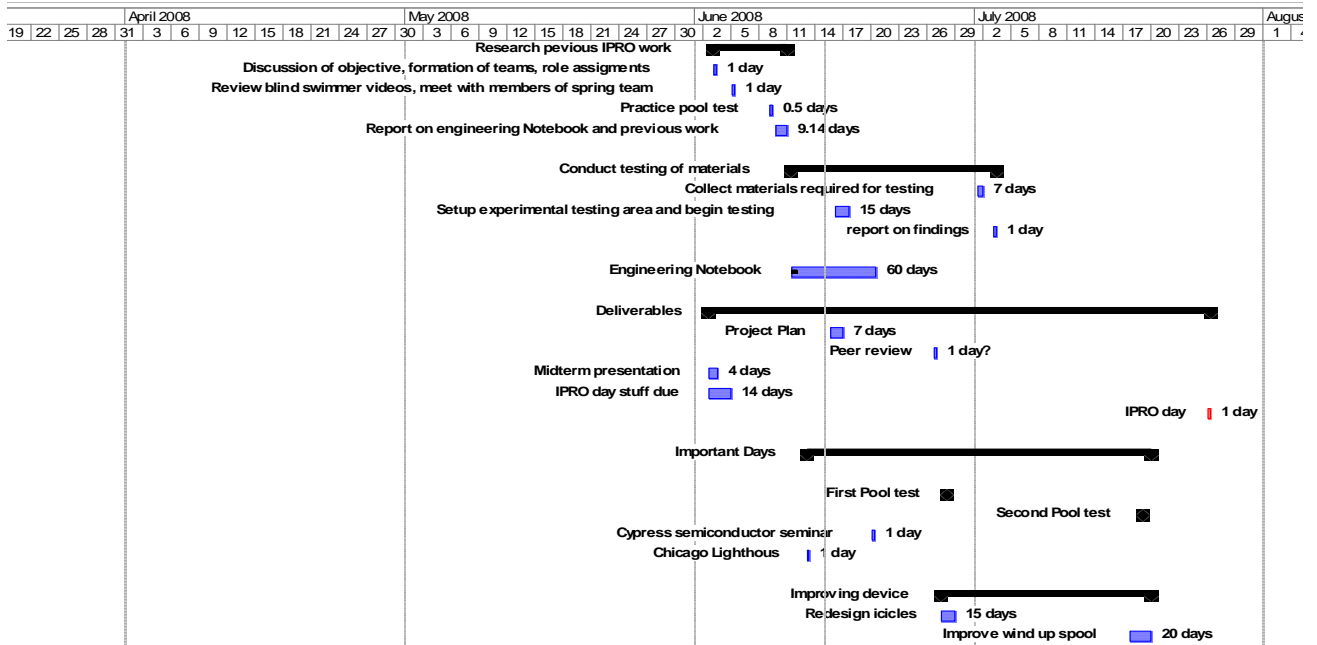 April 2008 May 2008 June 2008 July 2008 Augus
19 22 25 28 31 3 6 9 12 15 18 21 24 27 30 3 6 9 12 15 18 21 24 27 30 2 5 8 11 14 17 20 23 26 29 2 5 8 11 14 17 20 23 26 29 1
Research pevious IPRO work
Discussion of objective, formation of teams, role assigments 1 day
Review blind swimmer videos, meet with members of spring team 1 day
Practice pool test 0.5 days
Report on engineering Notebook and previous work 9.14 days
Conduct testing of materials
Collect materials required for testing 7 days
Setup experimental testing area and begin testing 15 days
report on findings 1 day
Engineering Notebook 60 days
Deliverables
Project Plan 7 days
Peer review 1 day?
Midterm presentation 4 days
IPRO day stuff due 14 days
IPRO day 1 day
Important Days
First Pool test
Second Pool test
Cypress semiconductor seminar 1 day
Chicago Lighthous 1 day
Improving device
Redesign icicles 15 days
Improve wind up spool 20 days